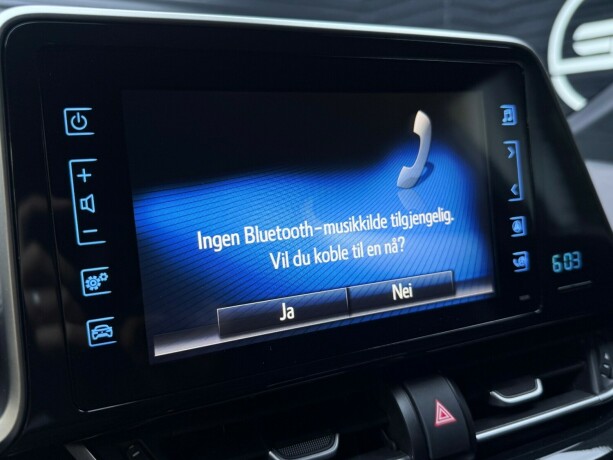 Ingen Bluetooth-musikkilde tilgjengelig.
Vil du koble til en nå?
Ja
Nei
6:03